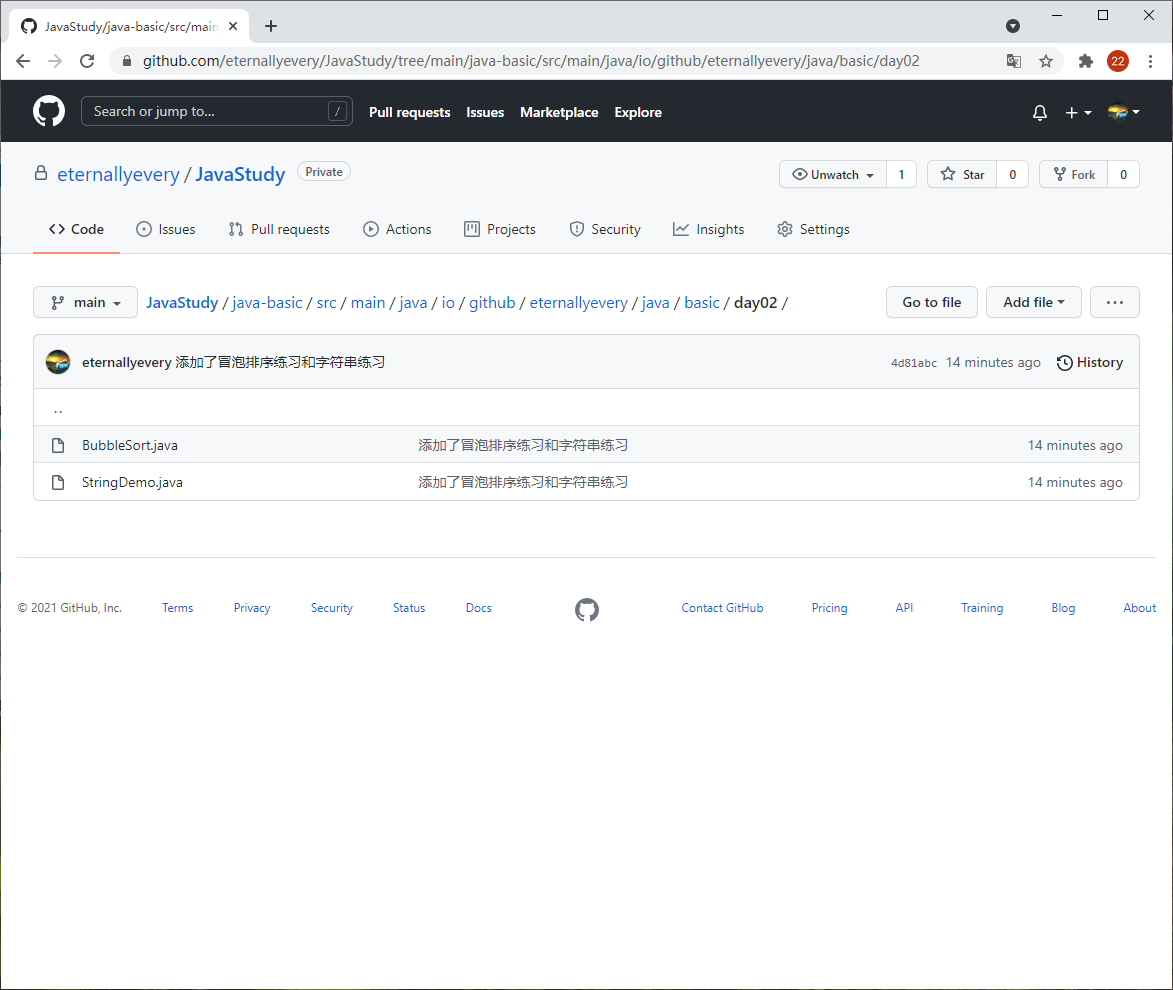 JavaStudy/java-basic/src/main
github.com/eternallyevery/JavaStudy/tree/main/java-basic/src/main/java/io/github/eternallyevery/java/basic/day02
22
Search or jump to...
/
Pull requests
Issues
Marketplace
Explore
eternallyevery / JavaStudy
Private
Unwatch
1
Star
0
Fork
0
Code
Issues
Pull requests
Actions
Projects
Security
Insights
Settings
main
JavaStudy / java-basic / src / main / java / io / github / eternallyevery / java / basic / day02 /
Go to file
Add file
...
eternallyevery 添加了冒泡排序练习和字符串练习
4d81abc 14 minutes ago
History
..
BubbleSort.java
添加了冒泡排序练习和字符串练习
14 minutes ago
StringDemo.java
添加了冒泡排序练习和字符串练习
14 minutes ago
© 2021 GitHub, Inc.
Terms
Privacy
Security
Status
Docs
Contact GitHub
Pricing
API
Training
Blog
About